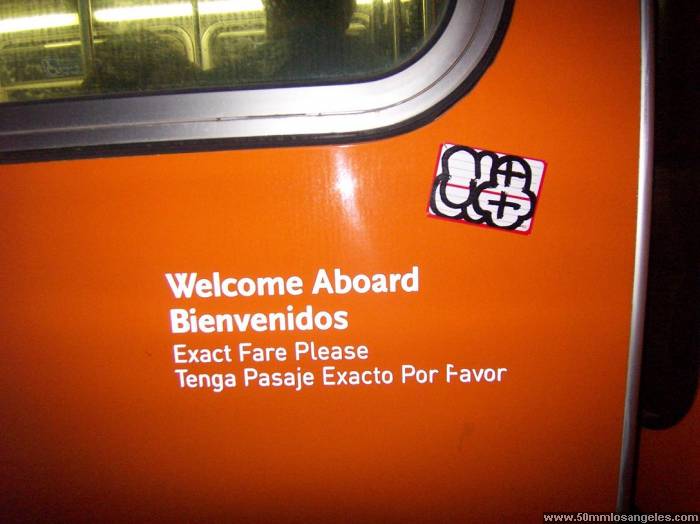 Welcome Aboard
Bienvenidos
Exact Fare Please
Tenga Pasaje Exacto Por Favor
www.50mmlosangeles.com